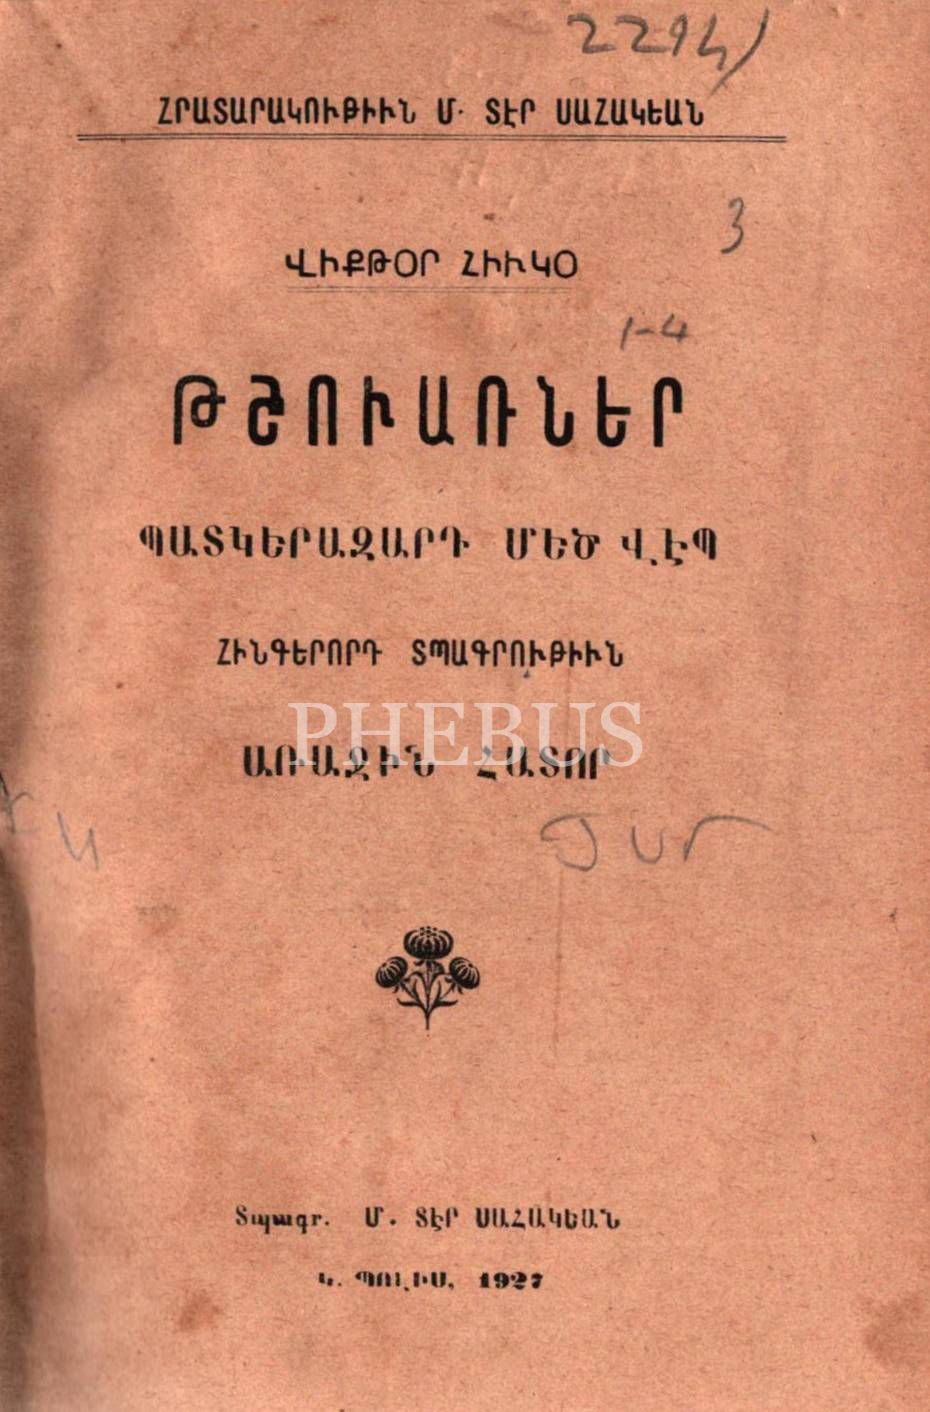 2294)
ՀՐԱՏԱՐԱԿՈՒԹԻՒՆ Մ. ՏԷՐ ՍԱՀԱԿԵԱՆ
3
ՎԻՔԹՕՐ ՀԻՒԿՕ
1-4
ԹՇՈՒԱՌՆԵՐ
ՊԱՏԿԵՐԱԶԱՐԴ ՄԵԾ ՎԷՊ
ՀԻՆԳԵՐՈՐԴ ՏՊԱԳՐՈՒԹԻՒՆ
PHEBUS
ԱՌԱՋԻՆ ՀԱՏՈՐ
Տպագր. Մ. ՏԷՐ ՍԱՀԱԿԵԱՆ
Կ. ՊՈԼԻՍ, 1927